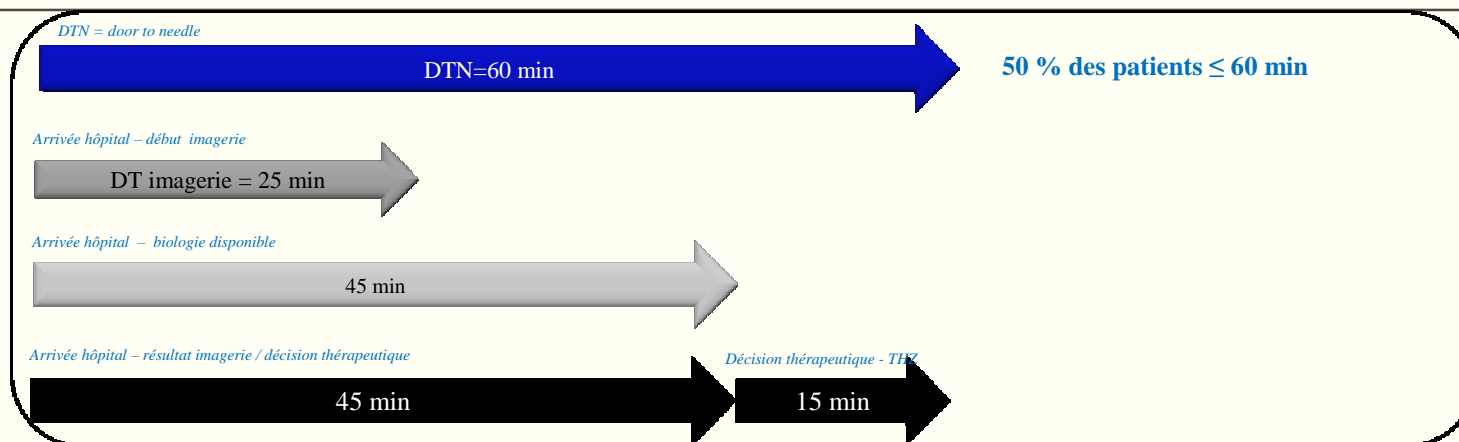 DTN = door to needle
DTN=60 min
50 % des patients ≤ 60 min
Arrivée hôpital – début imagerie
DT imagerie = 25 min
Arrivée hôpital – biologie disponible
45 min
Arrivée hôpital – résultat imagerie / décision thérapeutique
Décision thérapeutique - THZ
45 min
15 min